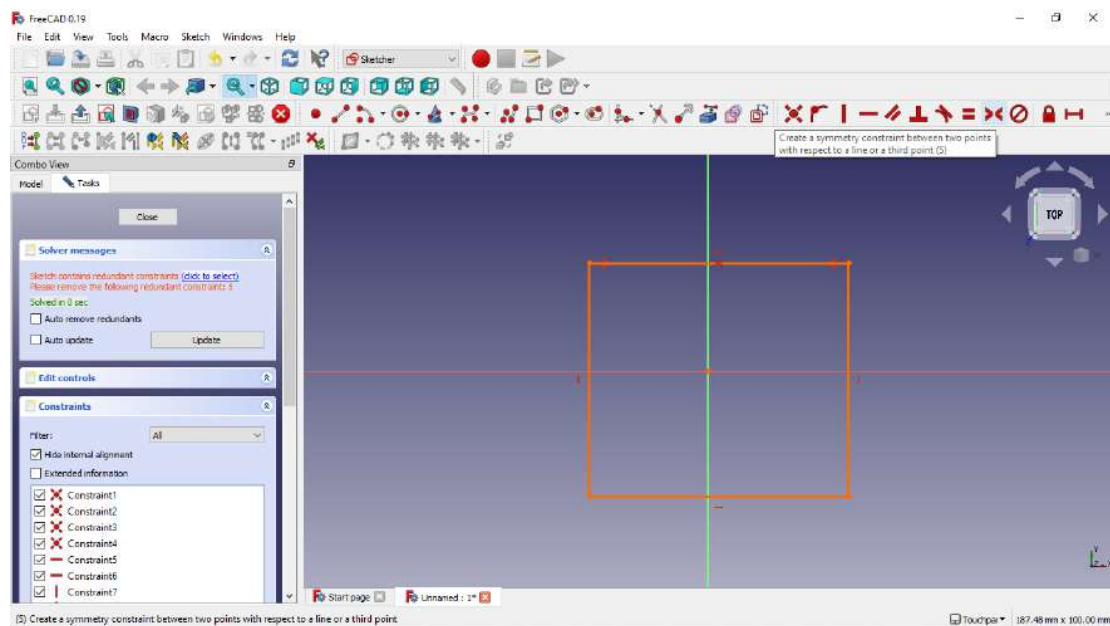 FreeCAD 0.19
File Edit View Tools Macro Sketch Windows Help
Sketcher
Create a symmetry constraint between two points
with respect to a line or a third point (S)
Combo View
Model Tasks
Close
Solver messages
Sketch contains redundant constraints (click to select)
Please remove the following redundant constraint: 5
Solved in 0 sec
Auto remove redundants
Auto update Update
Edit controls
Constraints
Filter: All
Hide internal alignment
Extended information
Constraint1
Constraint2
Constraint3
Constraint4
Constraint5
Constraint6
Constraint7
TOP
Y
Start page Unnamed : 1*
(S) Create a symmetry constraint between two points with respect to a line or a third point
Touchpad 187.48 mm x 100.00 mm